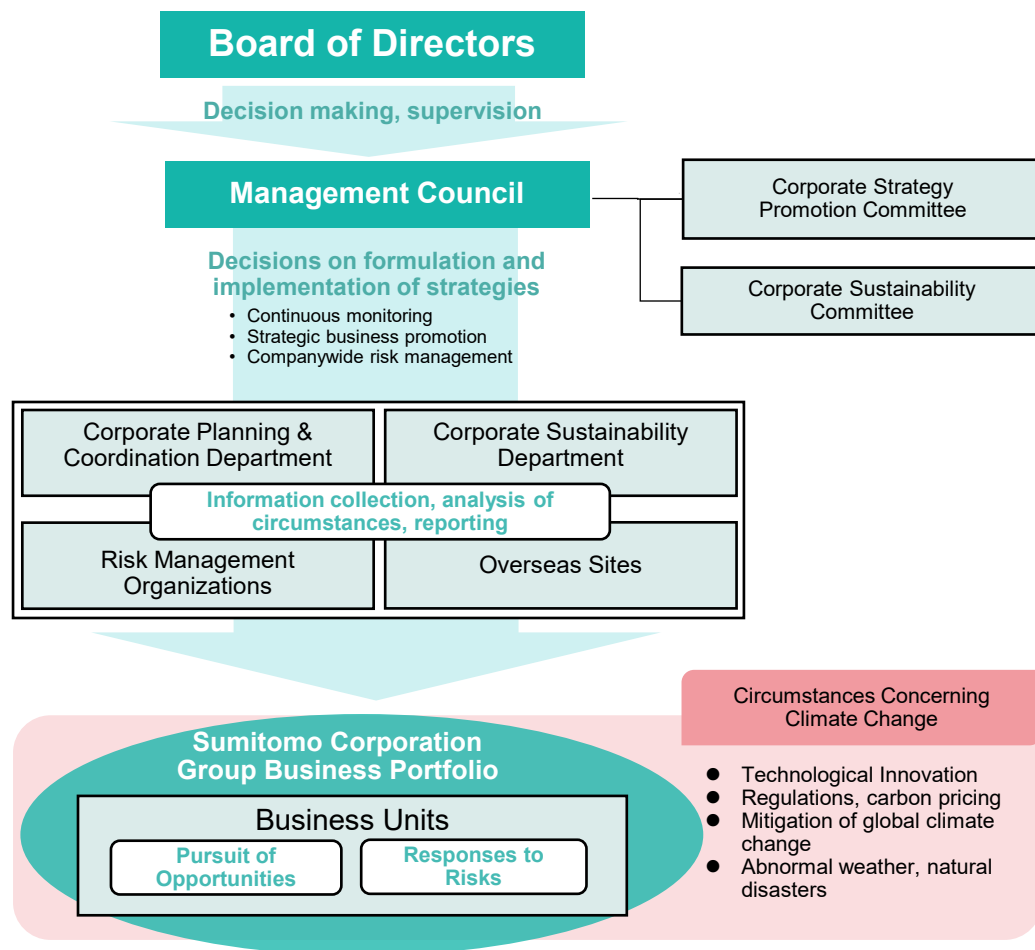 Board of Directors
Decision making, supervision
Management Council
Corporate Strategy
Promotion Committee
Corporate Sustainability
Committee
Decisions on formulation and
implementation of strategies
• Continuous monitoring
• Strategic business promotion
• Companywide risk management
Corporate Planning &
Coordination Department
Corporate Sustainability
Department
Information collection, analysis of
circumstances, reporting
Risk Management
Organizations
Overseas Sites
Sumitomo Corporation
Group Business Portfolio
Business Units
Pursuit of
Opportunities
Responses to
Risks
Circumstances Concerning
Climate Change
● Technological Innovation
● Regulations, carbon pricing
● Mitigation of global climate
change
● Abnormal weather, natural
disasters